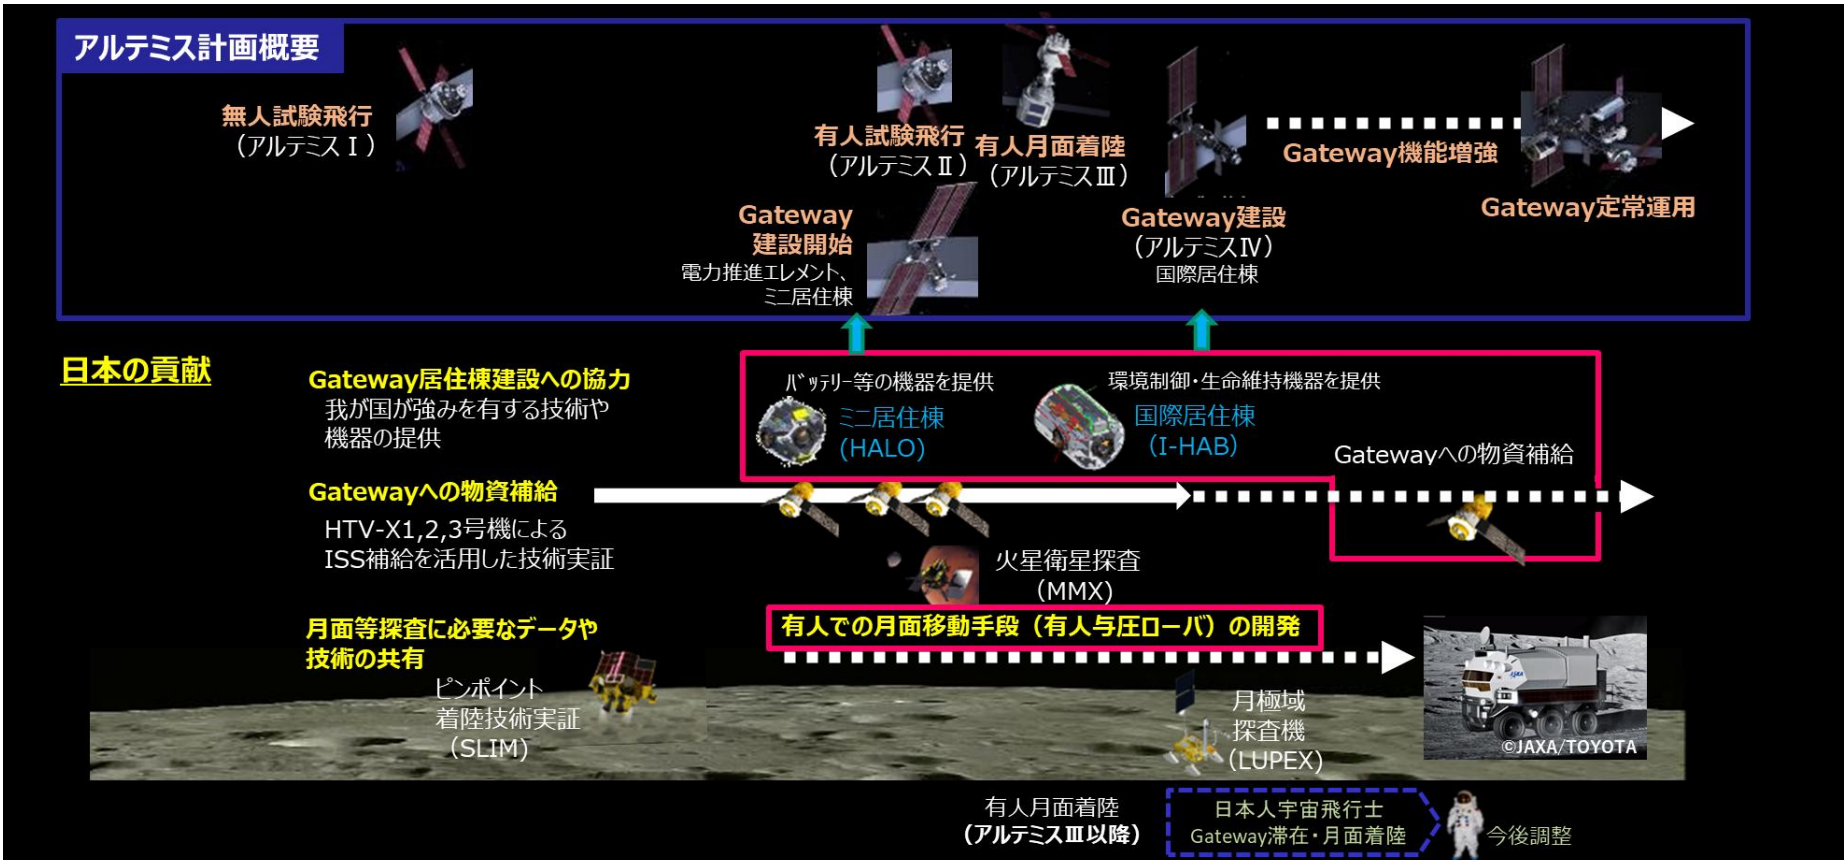 アルテミス計画概要
無人試験飛行
（アルテミスⅠ）
有人試験飛行
（アルテミスⅡ）
有人月面着陸
（アルテミスⅢ）
Gateway
建設開始
電力推進エレメント、
ミニ居住棟
Gateway建設
（アルテミスⅣ）
国際居住棟
Gateway機能増強
Gateway定常運用
日本の貢献
Gateway居住棟建設への協力
我が国が強みを有する技術や
機器の提供
ﾊﾞｯﾃﾘｰ等の機器を提供
ミニ居住棟
(HALO)
環境制御・生命維持機器を提供
国際居住棟
（I-HAB）
Gatewayへの物資補給
Gatewayへの物資補給
HTV-X1,2,3号機による
ISS補給を活用した技術実証
火星衛星探査
（MMX)
月面等探査に必要なデータや
技術の共有
有人での月面移動手段（有人与圧ローバ）の開発
ピンポイント
着陸技術実証
（SLIM)
月極域
探査機
（LUPEX)
JAXA
©JAXA/TOYOTA
有人月面着陸
（アルテミスⅢ以降）
日本人宇宙飛行士
Gateway滞在・月面着陸
今後調整